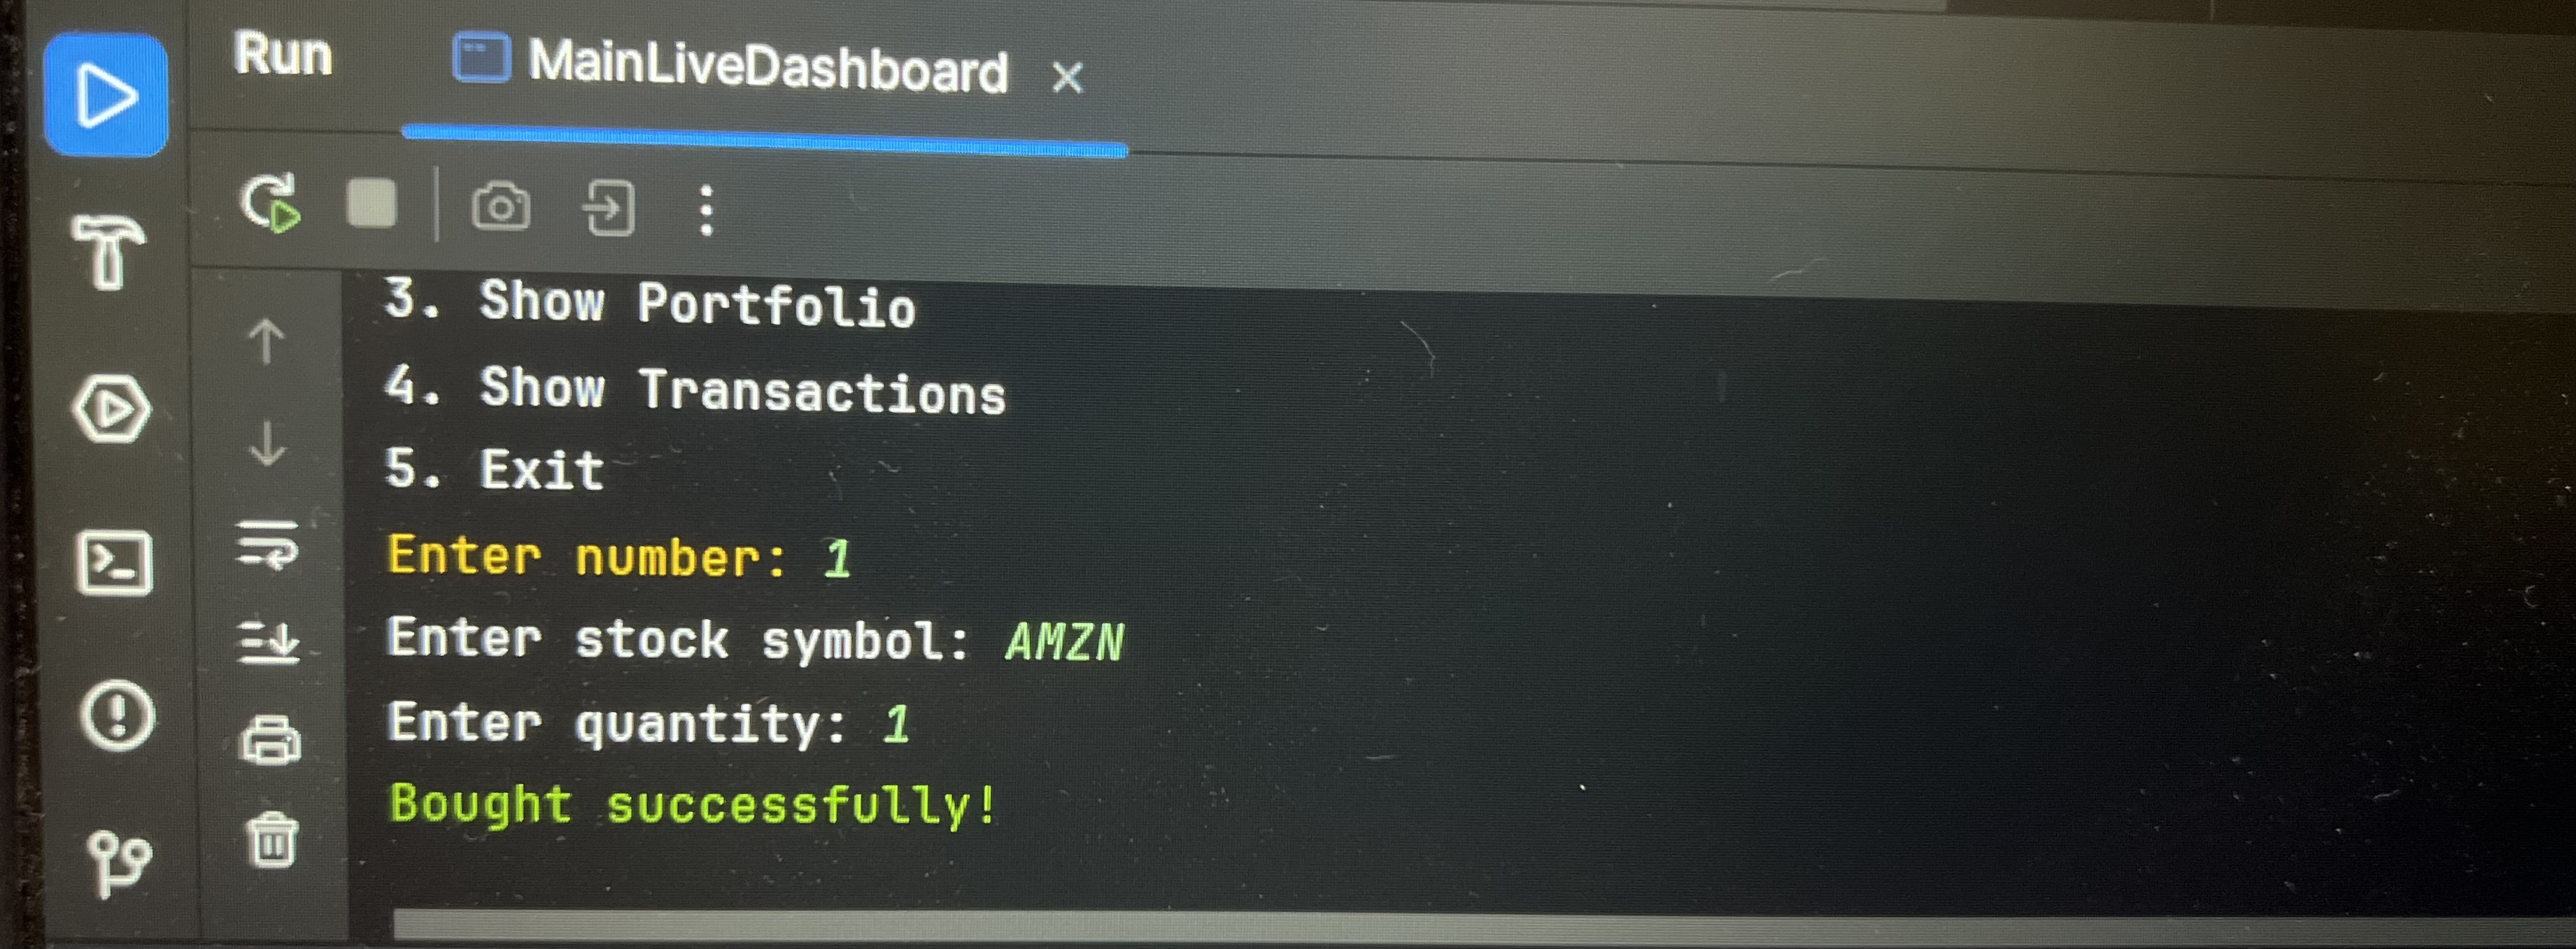 Run MainLiveDashboard
3. Show Portfolio
4. Show Transactions
5. Exit
Enter number: 1
Enter stock symbol: AMZN
Enter quantity: 1
Bought successfully!